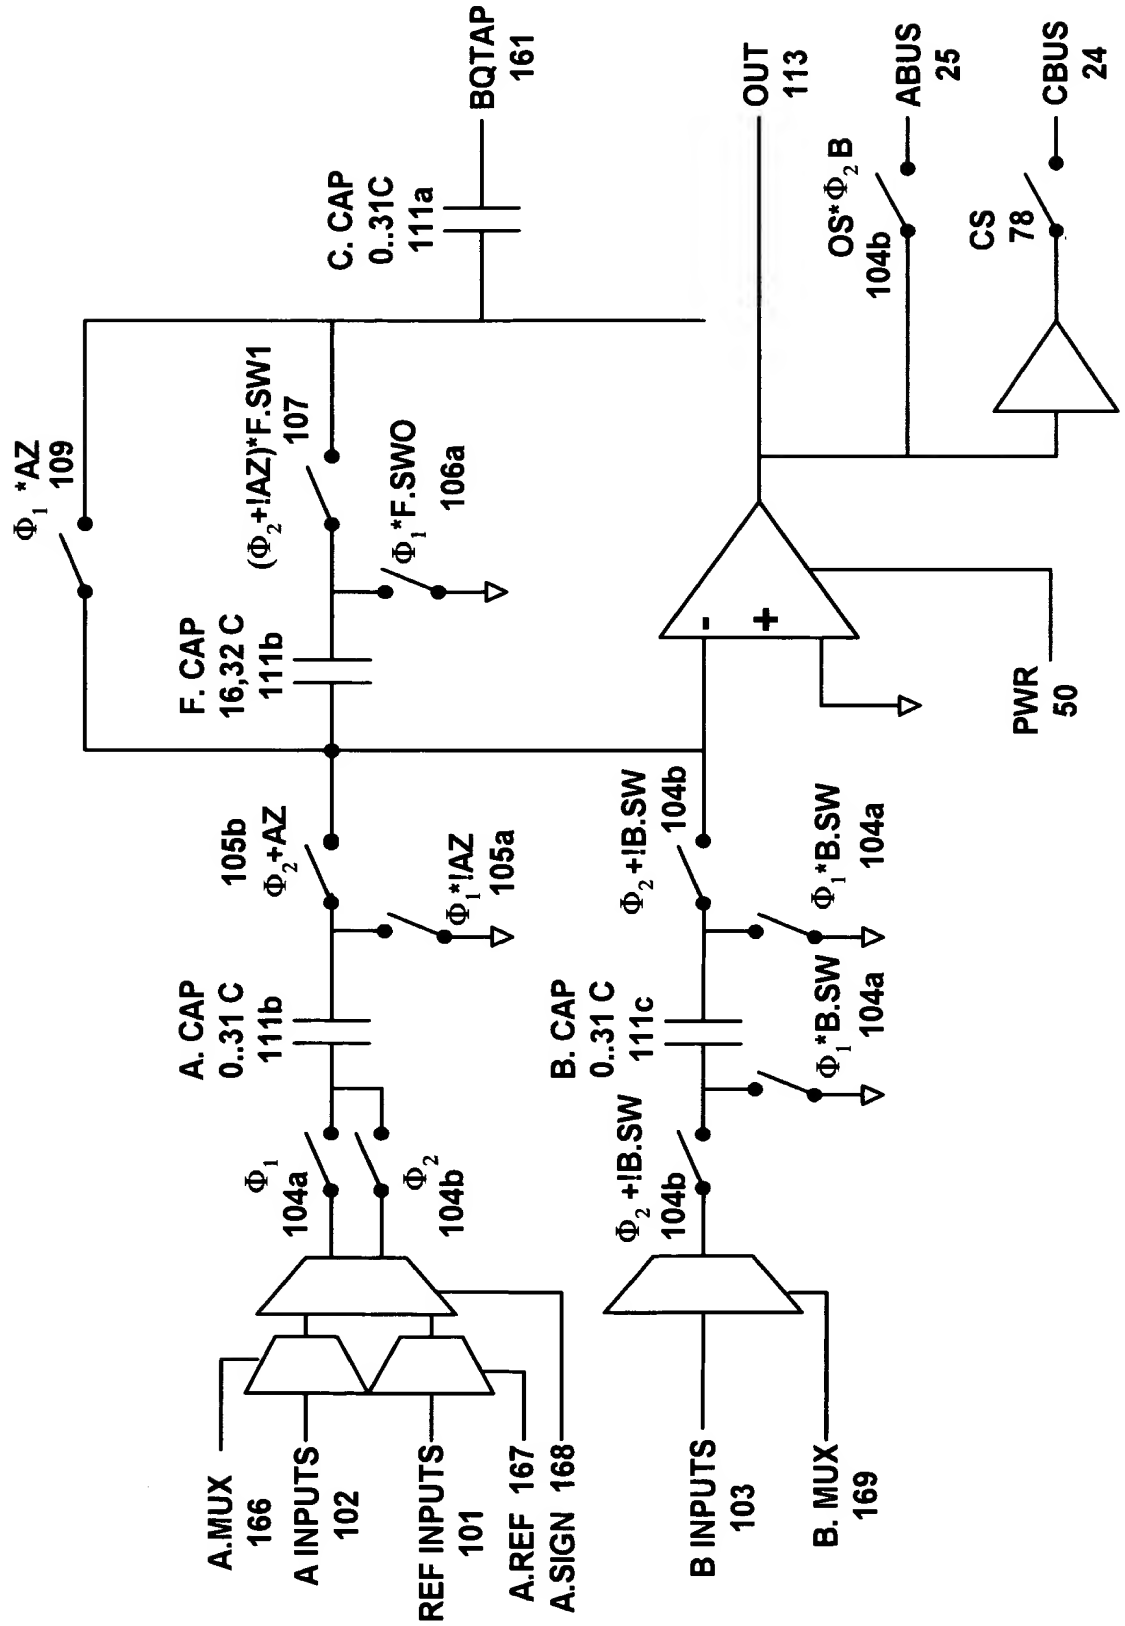 Φ1 *AZ
109
(Φ2+!AZ)*F.SW1
107
F. CAP
16,32 C
111b
Φ1*F.SWO
106a
C. CAP
0..31C
111a
BQTAP
161
A.MUX
166
A INPUTS
102
REF INPUTS
101
A.REF 167
A.SIGN 168
Φ1
104a
Φ2
104b
A. CAP
0..31 C
111b
105b
Φ2+AZ
Φ1*!AZ
105a
B INPUTS
103
B. MUX
169
Φ2 +!B.SW
104b
Φ1*B.SW
104a
B. CAP
0..31 C
111c
Φ2 +!B.SW
104b
Φ1*B.SW
104a
-
+
PWR
50
OUT
113
OS*Φ2 B
104b
ABUS
25
CS
78
CBUS
24